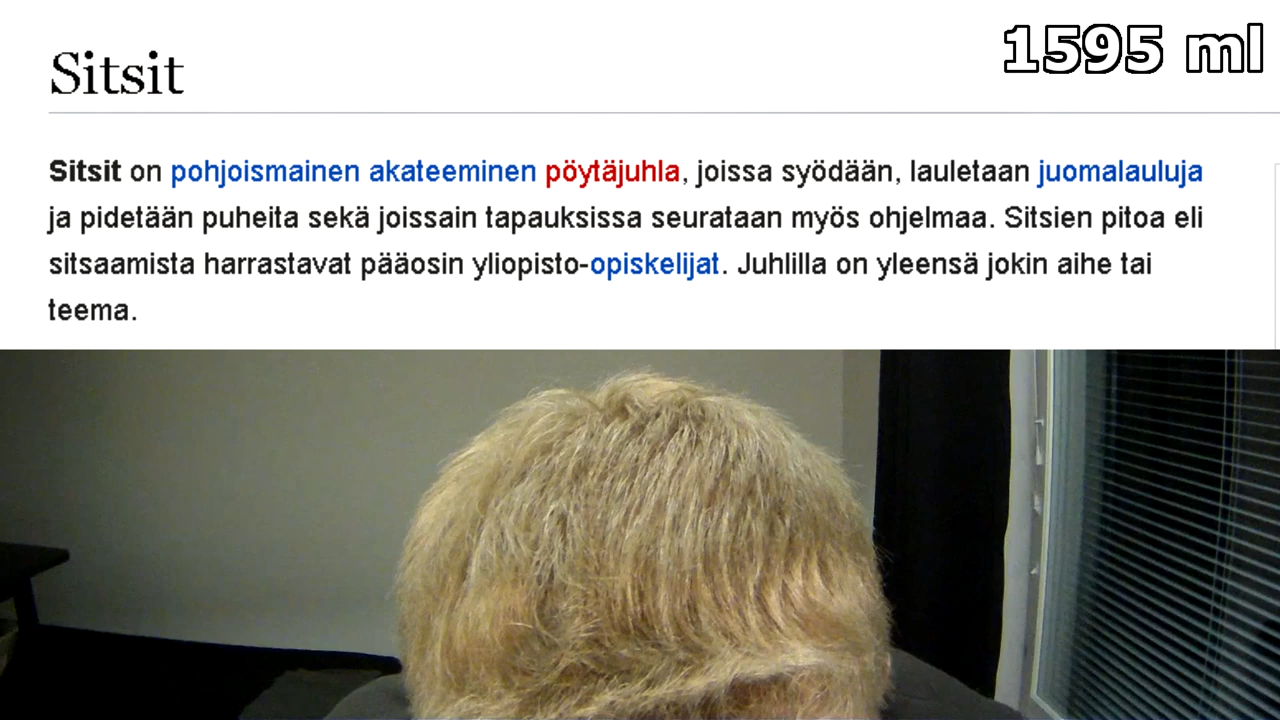 1595 ml
Sitsit
Sitsit on pohjoismainen akateeminen pöytäjuhla, joissa syödään, lauletaan juomalauluja
ja pidetään puheita sekä joissain tapauksissa seurataan myös ohjelmaa. Sitsien pitoa eli
sitsaamista harrastavat pääosin yliopisto-opiskelijat. Juhlilla on yleensä jokin aihe tai
teema.